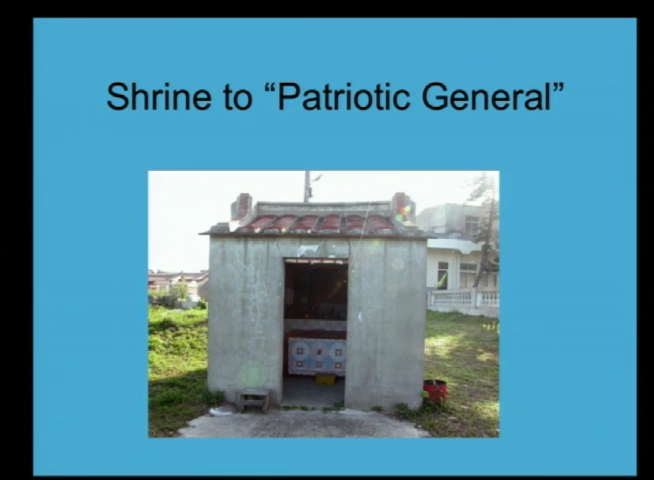 Shrine to “Patriotic General”